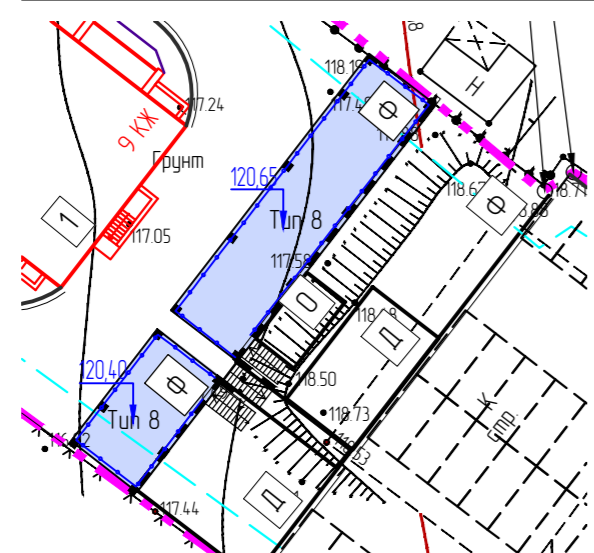 118.19
117.24
Ф
Н
9 КЖ
Грунт
120,65
118.67
Ф
1
Тип 8
117.05
117.58
О
Д
118.50
120,40
Ф
118.73
К
стр.
Тип 8
Д
117.44